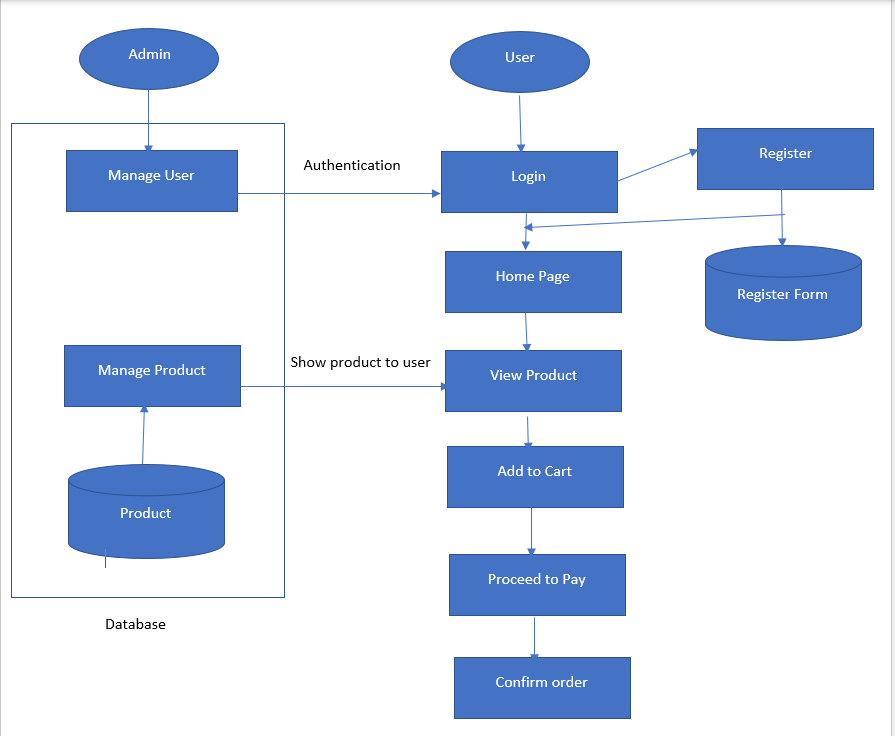 Admin
User
Manage User
Authentication
Login
Register
Home Page
Register Form
Manage Product
Show product to user
View Product
Add to Cart
Product
Proceed to Pay
Database
Confirm order